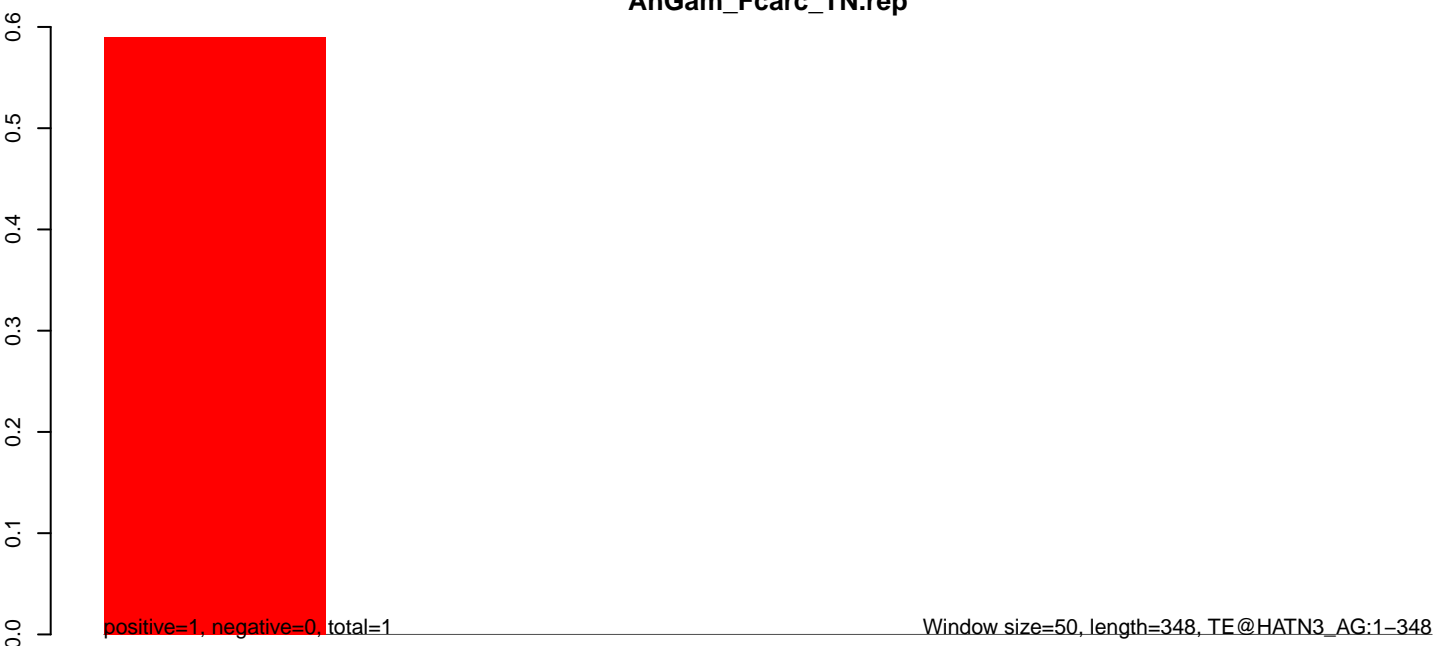 AnGam_Fcarc_TN.rep
0.6
0.5
0.4
0.3
0.2
0.1
0.0
positive=1, negative=0, total=1
Window size=50, length=348, TE@HATN3_AG:1−348